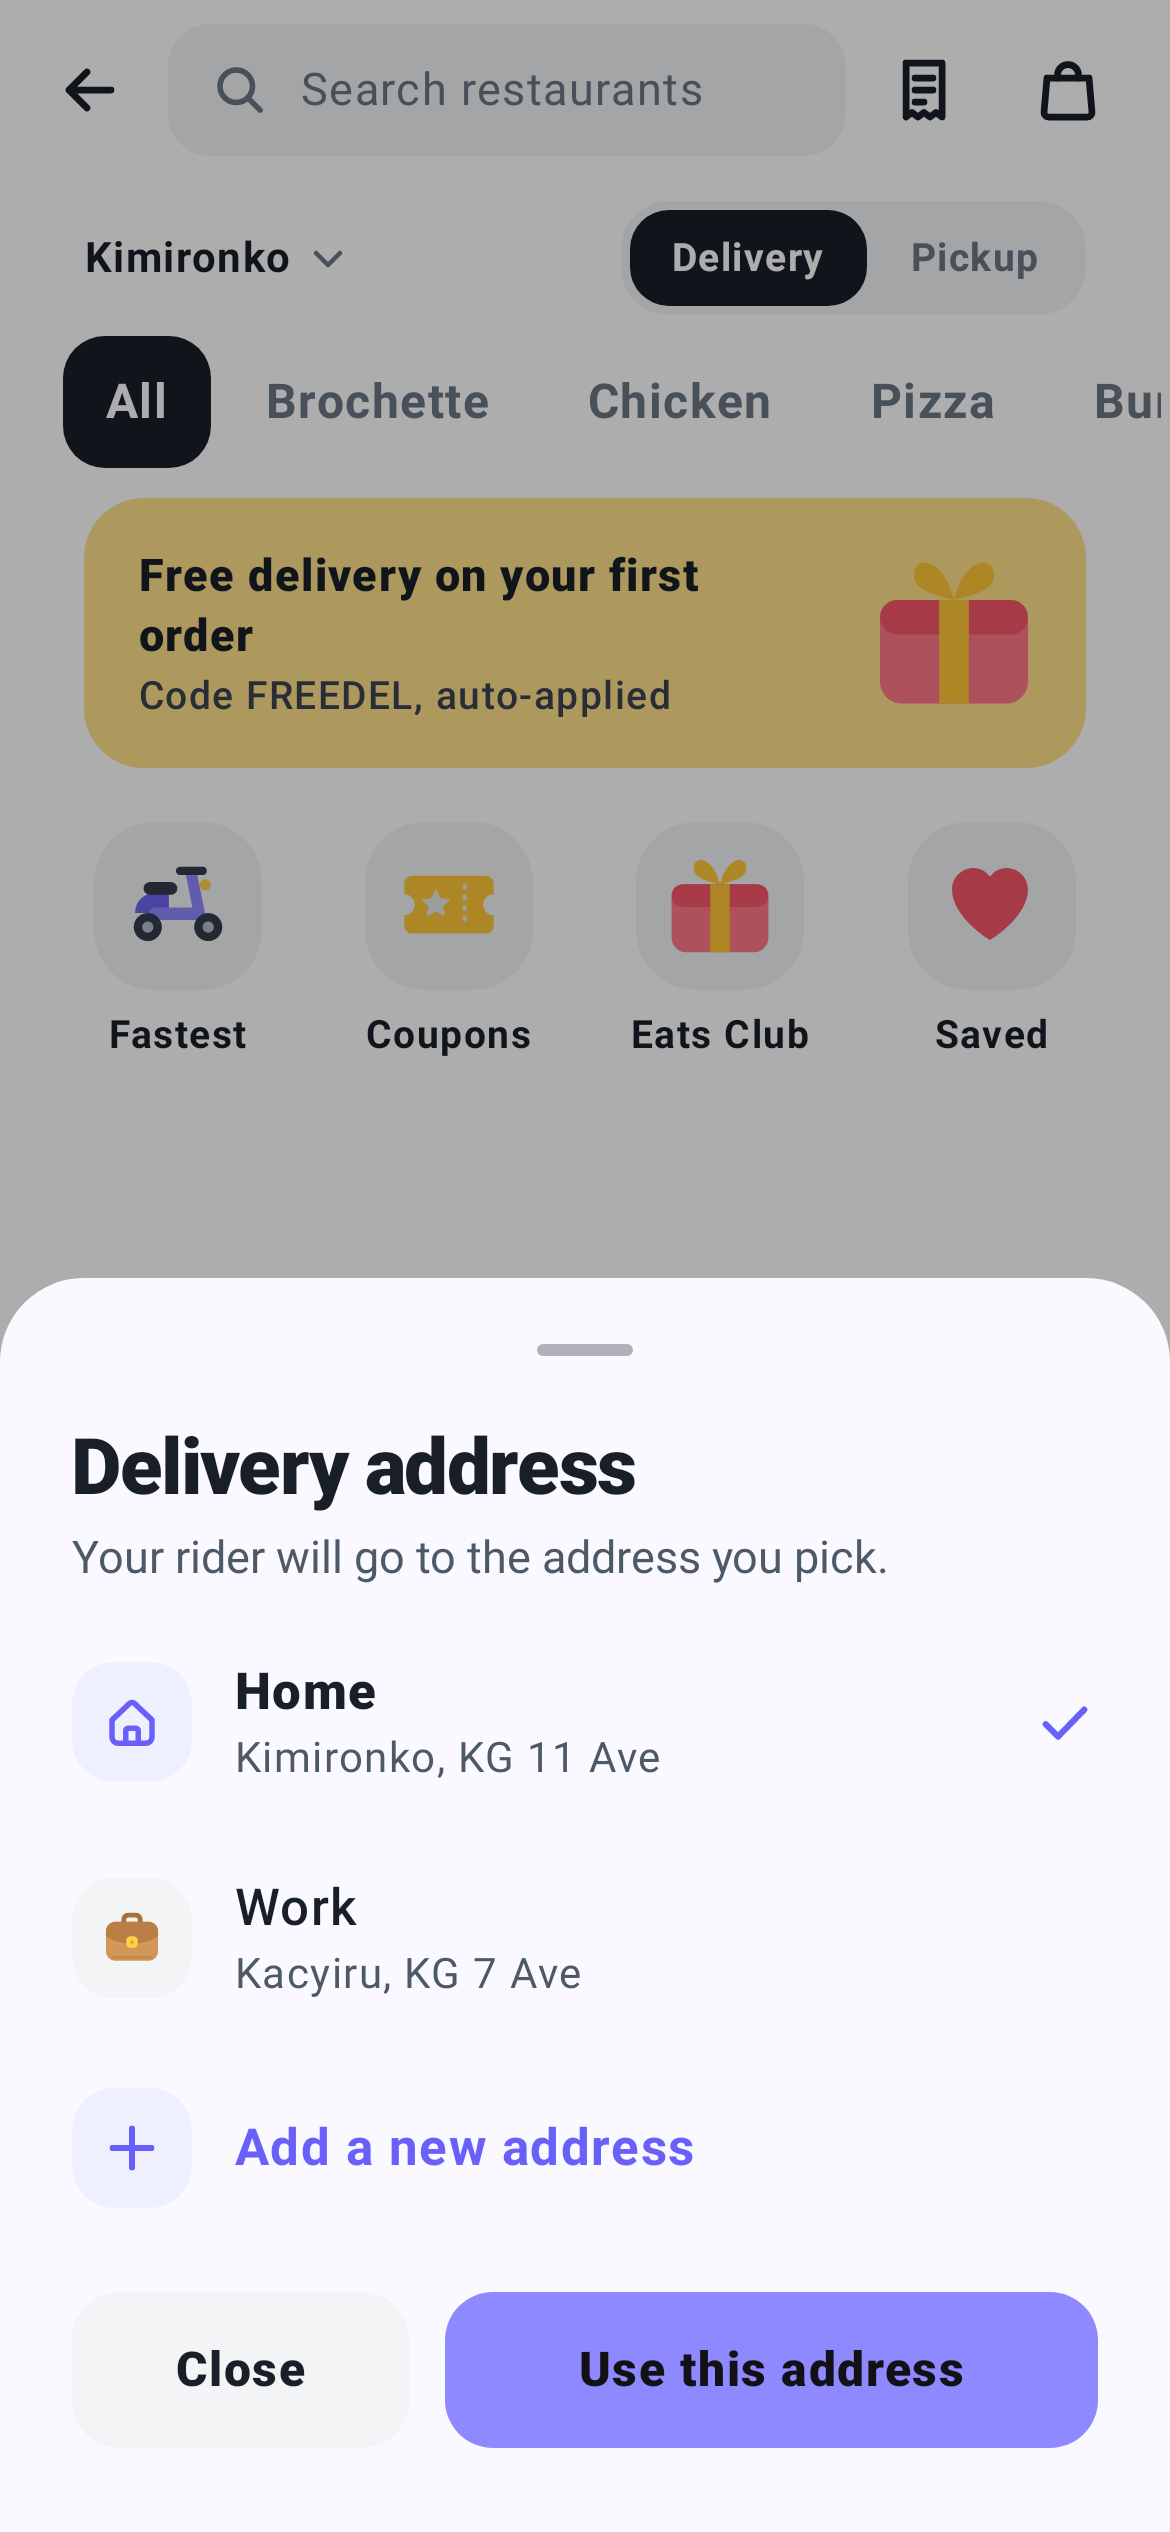 Search restaurants
Kimironko
Delivery
Pickup
All
Brochette
Chicken
Pizza
Free delivery on your first
order
Code FREEDEL, auto-applied
Fastest
Coupons
Eats Club
Saved
Delivery address
Your rider will go to the address you pick.
Home
Kimironko, KG 11 Ave
Work
Kacyiru, KG 7 Ave
Add a new address
Close
Use this address